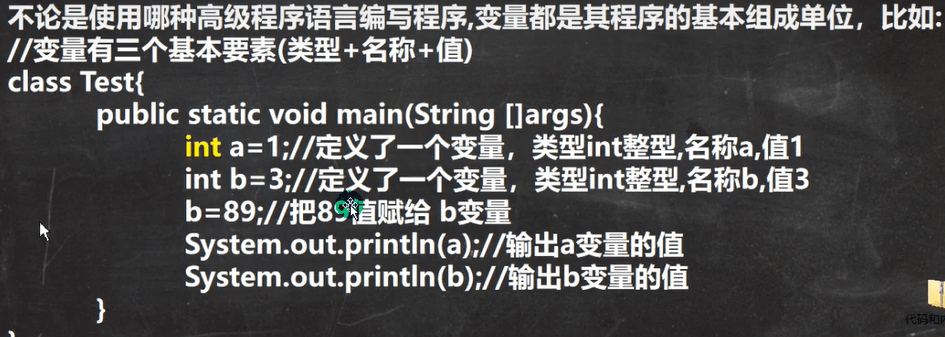 不论是使用哪种高级程序语言编写程序,变量都是其程序的基本组成单位，比如:
//变量有三个基本要素(类型+名称+值)
class Test{
public static void main(String []args){
int a=1;//定义了一个变量，类型int整型,名称a,值1
int b=3;//定义了一个变量，类型int整型,名称b,值3
b=89;//把89值赋给 b变量
System.out.println(a);//输出a变量的值
System.out.println(b);//输出b变量的值
}
代码和